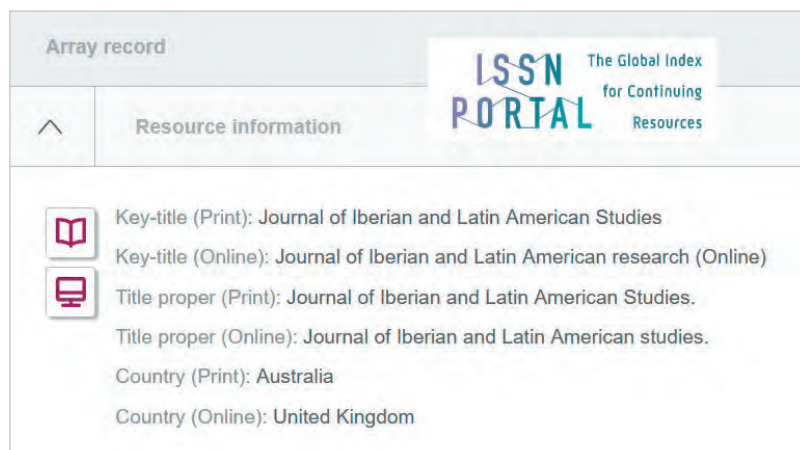 Array record
ISSN PORTAL
The Global Index
for Continuing
Resources
Resource information
Key-title (Print): Journal of Iberian and Latin American Studies
Key-title (Online): Journal of Iberian and Latin American research (Online)
Title proper (Print): Journal of Iberian and Latin American Studies.
Title proper (Online): Journal of Iberian and Latin American studies.
Country (Print): Australia
Country (Online): United Kingdom